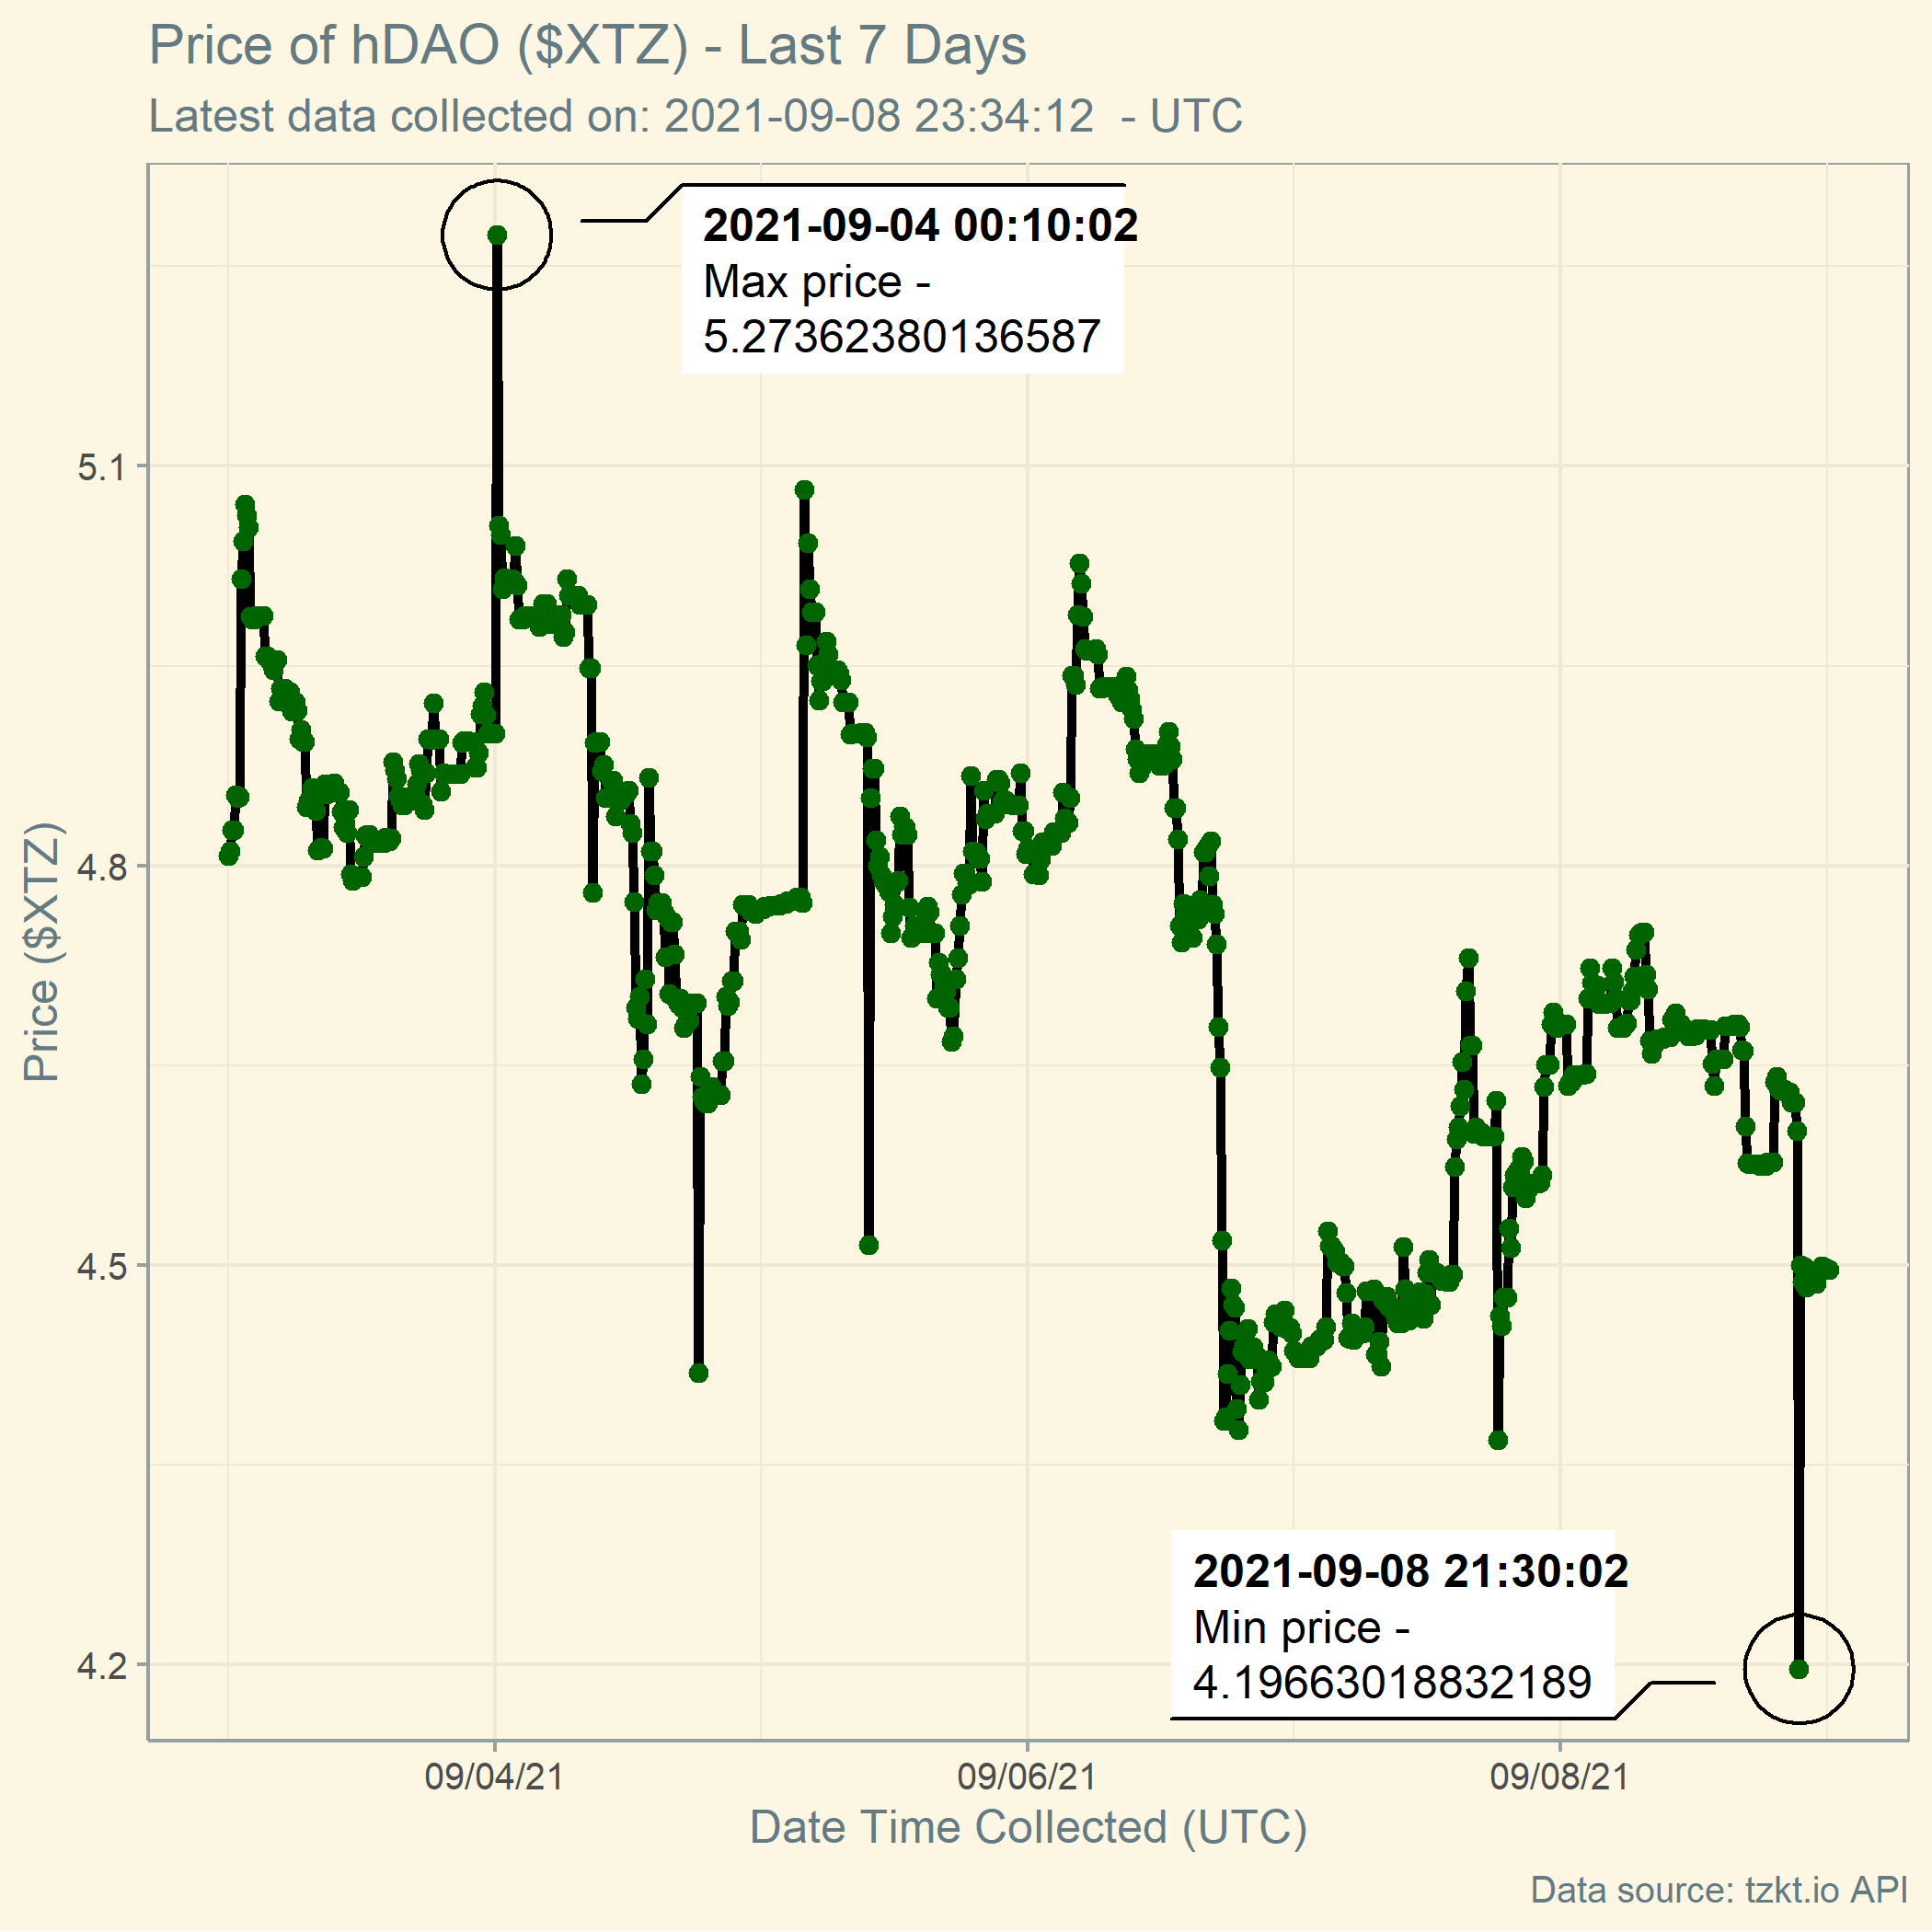 Price of hDAO ($XTZ) - Last 7 Days
Latest data collected on: 2021-09-08 23:34:12  - UTC
2021-09-04 00:10:02
Max price -
5.27362380136587
5.1
4.8
4.5
4.2
Price ($XTZ)
2021-09-08 21:30:02
Min price -
4.19663018832189
09/04/21
09/06/21
09/08/21
Date Time Collected (UTC)
Data source: tzkt.io API